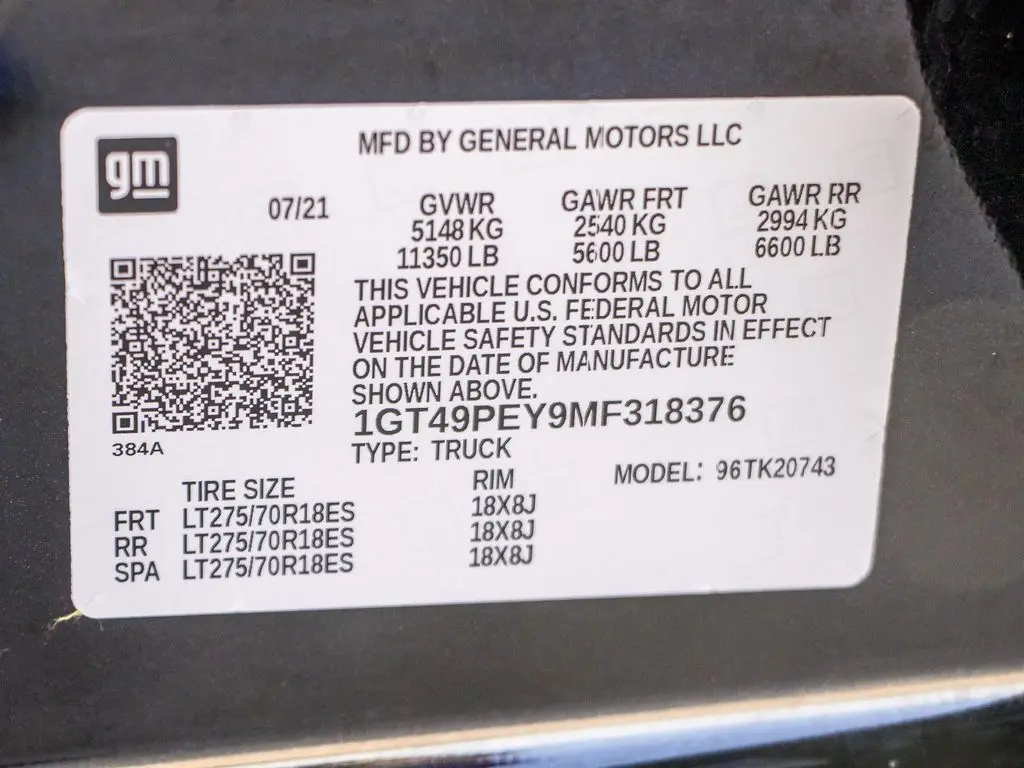 gm
MFD BY GENERAL MOTORS LLC
07/21
GVWR GAWR FRT GAWR RR
5148 KG 2540 KG 2994 KG
11350 LB 5600 LB 6600 LB
THIS VEHICLE CONFORMS TO ALL
APPLICABLE U.S. FEDERAL MOTOR
VEHICLE SAFETY STANDARDS IN EFFECT
ON THE DATE OF MANUFACTURE
SHOWN ABOVE.
1GT49PEY9MF318376
384A
TYPE: TRUCK
MODEL: 96TK20743
TIRE SIZE RIM
FRT LT275/70R18ES 18X8J
RR LT275/70R18ES 18X8J
SPA LT275/70R18ES 18X8J